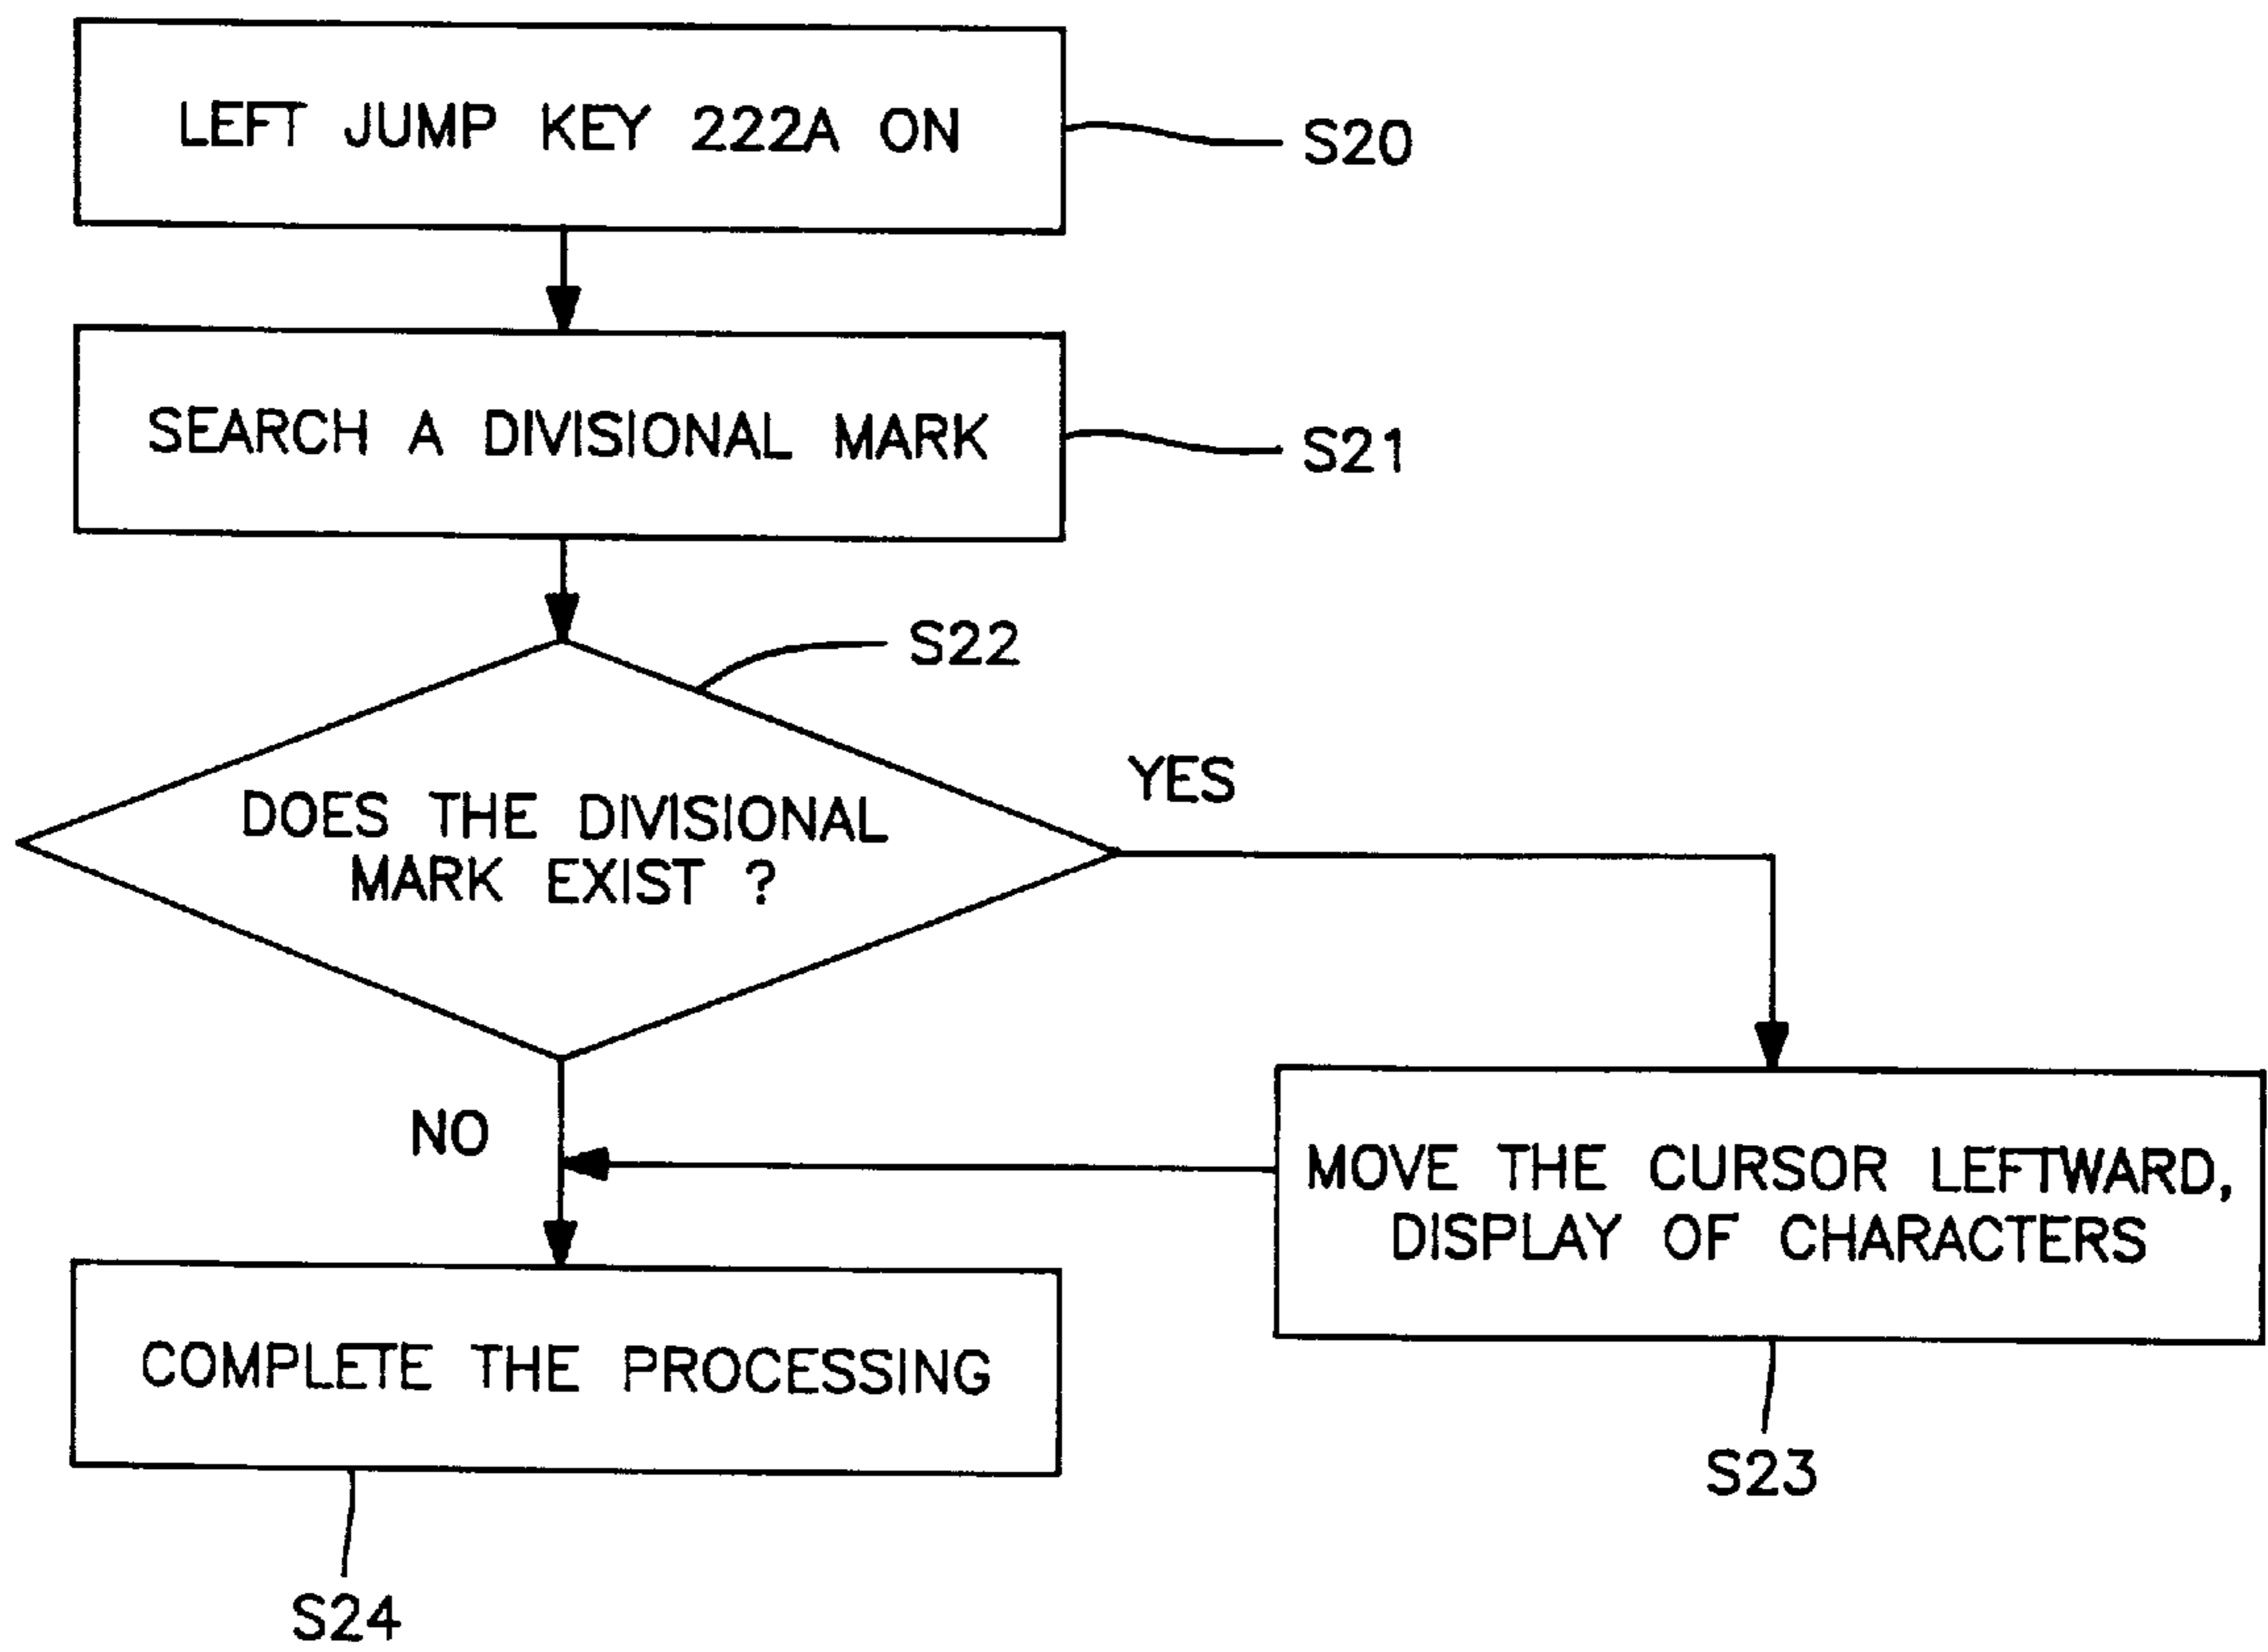 LEFT JUMP KEY 222A ON
S20
SEARCH A DIVISIONAL MARK
S21
S22
DOES THE DIVISIONAL
MARK EXIST ?
YES
NO
MOVE THE CURSOR LEFTWARD,
DISPLAY OF CHARACTERS
S23
COMPLETE THE PROCESSING
S24